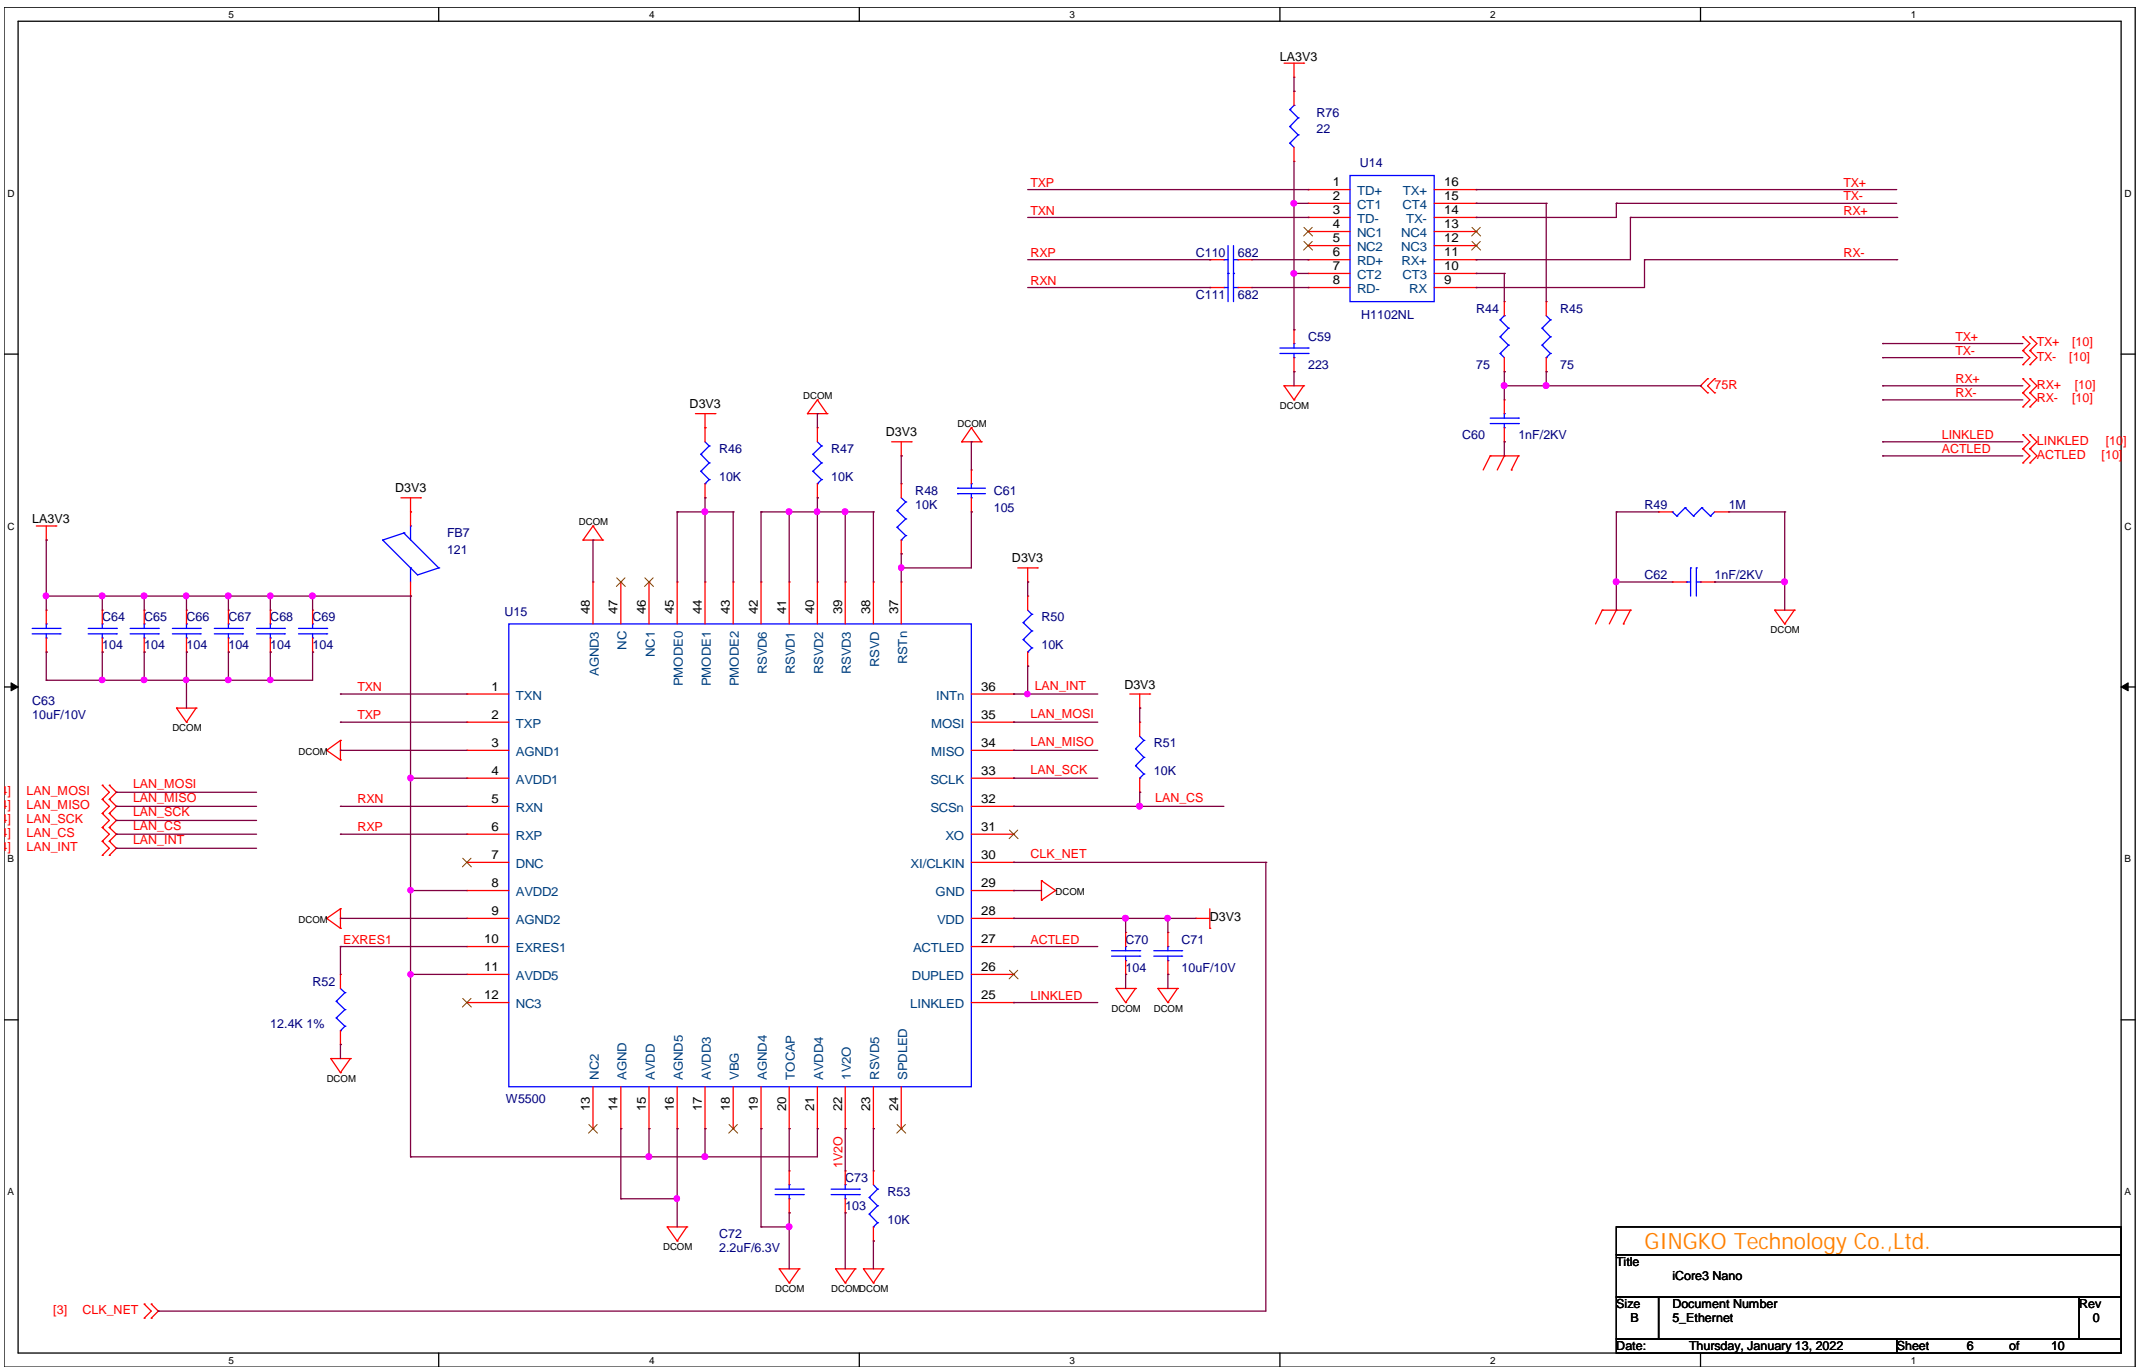 5 4 3 2 1
LA3V3
R76
22
U14
TXP 1 TD+ TX+ 16 TX+
2 CT1 CT4 15 TX-
TXN 3 TD- TX- 14 RX+
4 NC1 NC4 13
5 NC2 NC3 12
RXP C110 682 6 RD+ RX+ 11 RX-
7 CT2 CT3 10
RXN C111 682 8 RD- RX 9
H1102NL
D D
R44 R45
75 75
C59
223
DCOM
75R
C60 1nF/2KV
TX+ TX+ [10]
TX- TX- [10]
RX+ RX+ [10]
RX- RX- [10]
LINKLED LINKLED [10]
ACTLED ACTLED [10]
R49 1M
C62 1nF/2KV
DCOM
C C
D3V3
R46
10K
DCOM
R47
10K
D3V3
R48
10K
DCOM
C61
105
DCOM
D3V3
FB7
121
LA3V3
C64 C65 C66 C67 C68 C69
104 104 104 104 104 104
C63
10uF/10V
DCOM
D3V3
R50
10K
D3V3
R51
10K
U15
48 47 46 45 44 43 42 41 40 39 38 37
AGND3 NC NC1 PMODE0 PMODE1 PMODE2 RSVD6 RSVD1 RSVD2 RSVD3 RSVD RSTn
TXN 1 TXN
TXP 2 TXP
DCOM 3 AGND1
4 AVDD1
RXN 5 RXN
RXP 6 RXP
7 DNC
8 AVDD2
DCOM 9 AGND2
EXRES1 10 EXRES1
11 AVDD5
12 NC3
INTn 36 LAN_INT
MOSI 35 LAN_MOSI
MISO 34 LAN_MISO
SCLK 33 LAN_SCK
SCSn 32 LAN_CS
XO 31
XI/CLKIN 30 CLK_NET
GND 29 DCOM
VDD 28 D3V3
ACTLED 27 ACTLED
DUPLED 26
LINKLED 25 LINKLED
C70 C71
104 10uF/10V
DCOM DCOM
LAN_MOSI LAN_MOSI
LAN_MISO LAN_MISO
LAN_SCK LAN_SCK
LAN_CS LAN_CS
LAN_INT LAN_INT
B B
R52
12.4K 1%
DCOM
NC2 AGND AVDD AGND5 AVDD3 VBG AGND4 TOCAP AVDD4 1V2O RSVD5 SPDLED
W5500
13 14 15 16 17 18 19 20 21 22 23 24
1V2O
C73
103
R53
10K
C72
2.2uF/6.3V
DCOM
DCOM DCOM DCOM
A A
[3] CLK_NET
GINGKO Technology Co.,Ltd.
Title
iCore3 Nano
Size Document Number Rev
B 5_Ethernet 0
Date: Thursday, January 13, 2022 Sheet 6 of 10
5 4 3 2 1